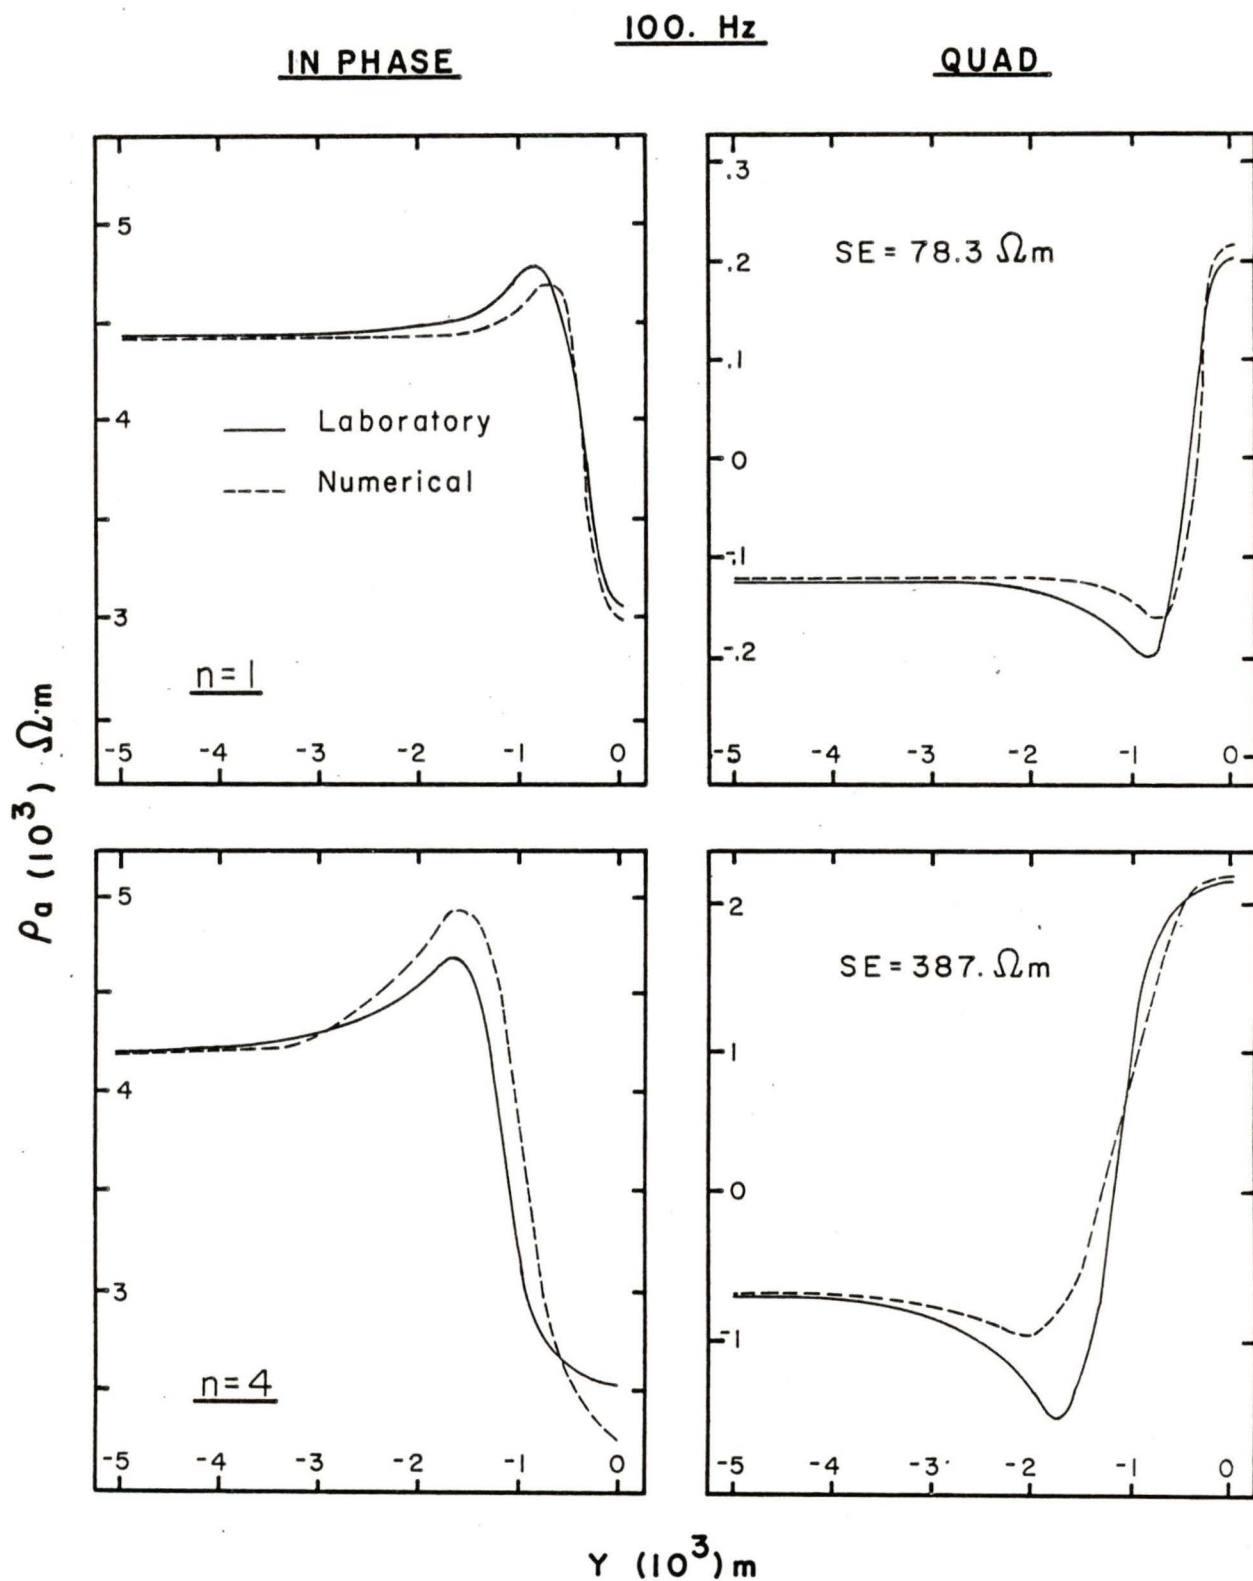 100. Hz
IN PHASE
QUAD
5
4
3
Laboratory
Numerical
n=1
-5 -4 -3 -2 -1 0
.3
.2
.1
0
-.1
-.2
SE= 78.3 Ωm
-5 -4 -3 -2 -1 0
ρa (10³) Ω·m
5
4
3
n=4
-5 -4 -3 -2 -1 0
2
1
0
-1
SE=387. Ωm
-5 -4 -3 -2 -1 0
Y (10³)m